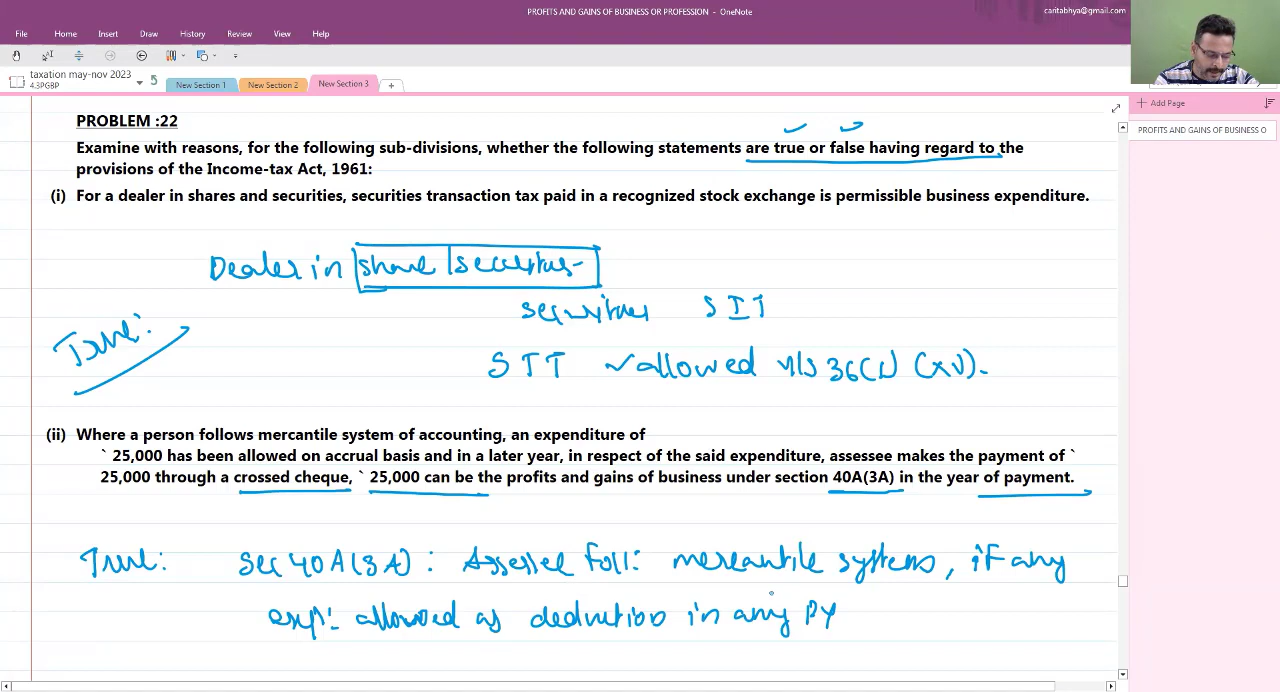 PROFITS AND GAINS OF BUSINESS OR PROFESSION - OneNote
caritabhya@gmail.com
File Home Insert Draw History Review View Help
taxation may-nov 2023
4.3PGBP
5
New Section 1 New Section 2 New Section 3 +
Add Page
PROFITS AND GAINS OF BUSINESS O
PROBLEM :22
Examine with reasons, for the following sub-divisions, whether the following statements are true or false having regard to the
provisions of the Income-tax Act, 1961:
(i) For a dealer in shares and securities, securities transaction tax paid in a recognized stock exchange is permissible business expenditure.
Dealer in share securities
securities STT
True:
STT allowed u/s 36(1) (xv).
(ii) Where a person follows mercantile system of accounting, an expenditure of
` 25,000 has been allowed on accrual basis and in a later year, in respect of the said expenditure, assessee makes the payment of `
25,000 through a crossed cheque, ` 25,000 can be the profits and gains of business under section 40A(3A) in the year of payment.
True: Sec 40A(3A) : Assessee foll: mercantile systems, if any
exp: allowed as deduction in any PY